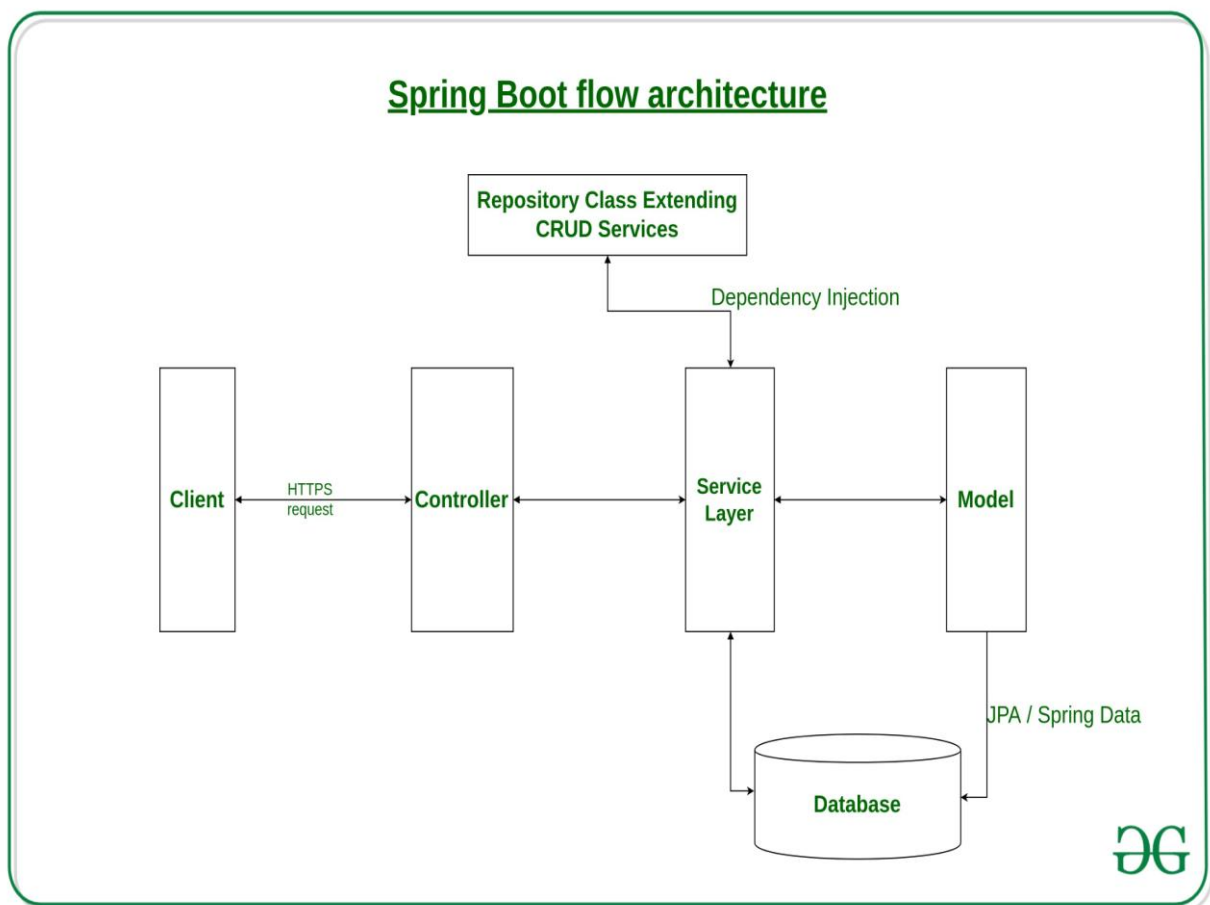 Spring Boot flow architecture
Repository Class Extending
CRUD Services
Dependency Injection
Client
HTTPS
request
Controller
Service
Layer
Model
JPA / Spring Data
Database